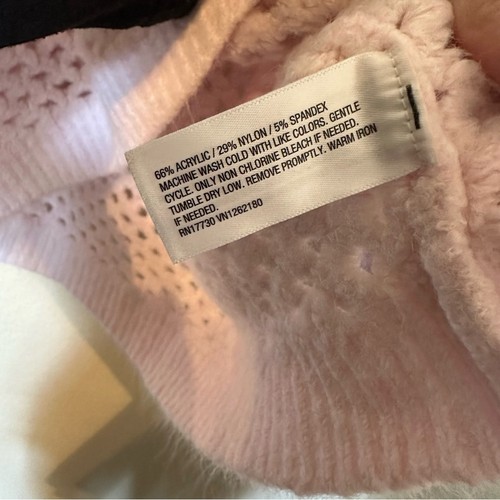 66% ACRYLIC / 29% NYLON / 5% SPANDEX
MACHINE WASH COLD WITH LIKE COLORS. GENTLE
CYCLE. ONLY NON CHLORINE BLEACH IF NEEDED.
TUMBLE DRY LOW. REMOVE PROMPTLY. WARM IRON
IF NEEDED.
RN17730 VN1262180